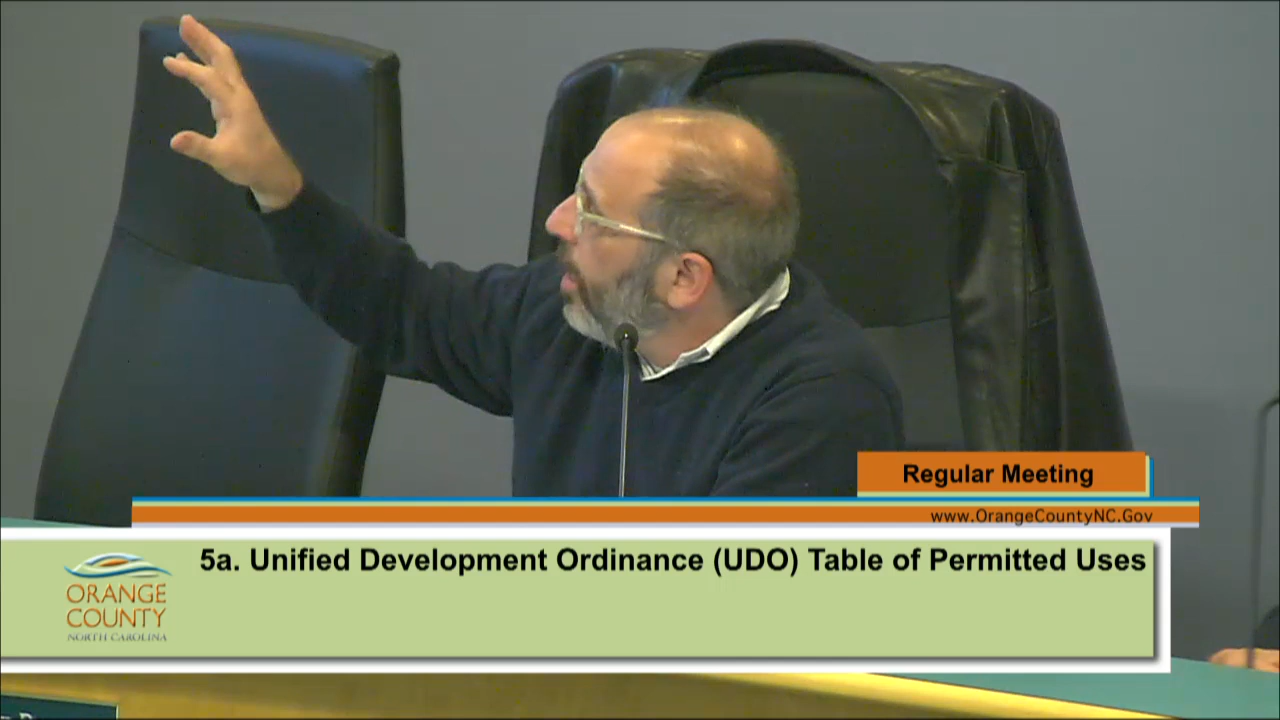 Regular Meeting
www.OrangeCountyNC.Gov
5a. Unified Development Ordinance (UDO) Table of Permitted Uses
ORANGE
COUNTY
NORTH CAROLINA